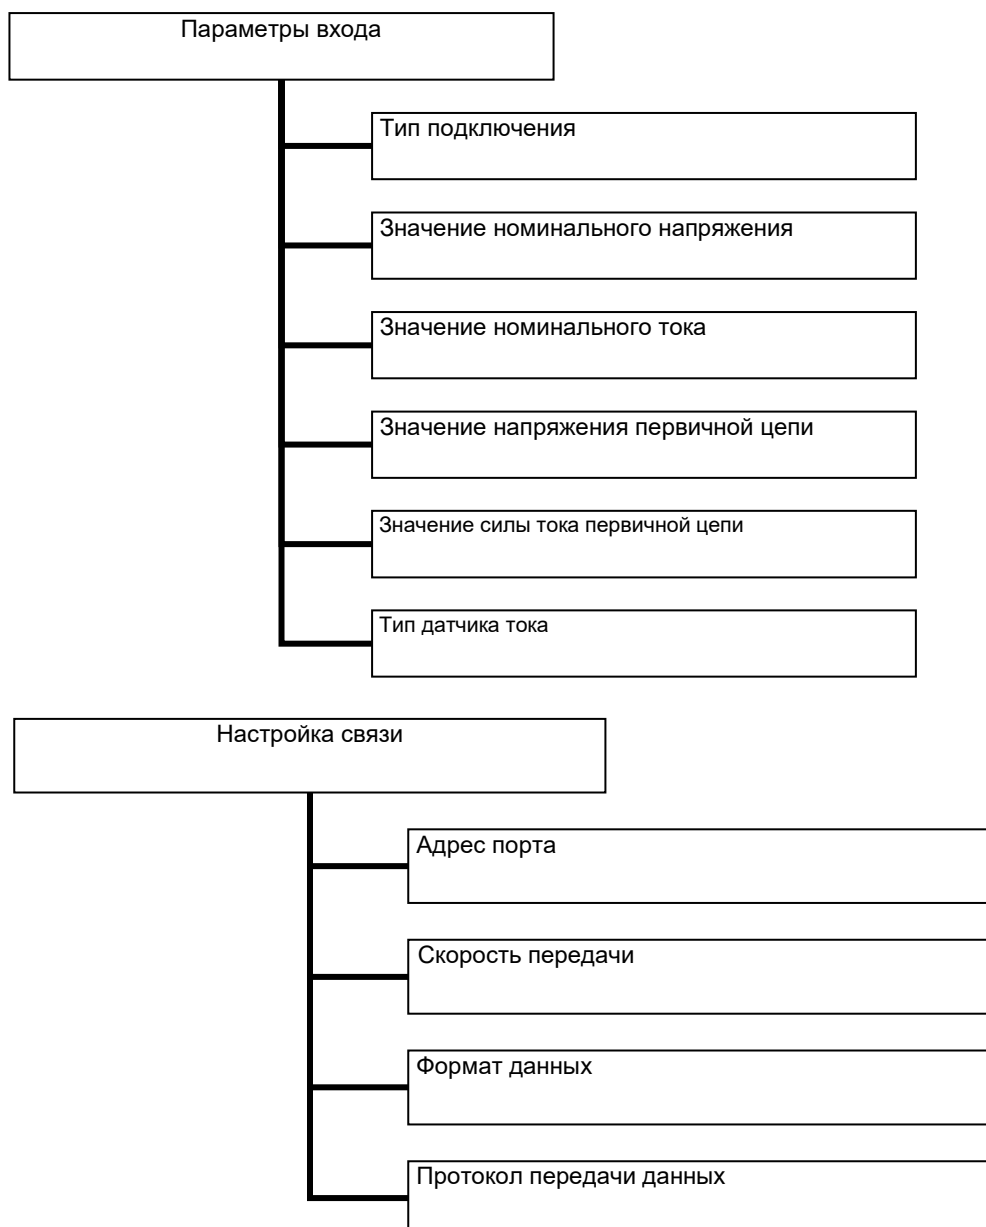 Параметры входа
Тип подключения
Значение номинального напряжения
Значение номинального тока
Значение напряжения первичной цепи
Значение силы тока первичной цепи
Тип датчика тока
Настройка связи
Адрес порта
Скорость передачи
Формат данных
Протокол передачи данных